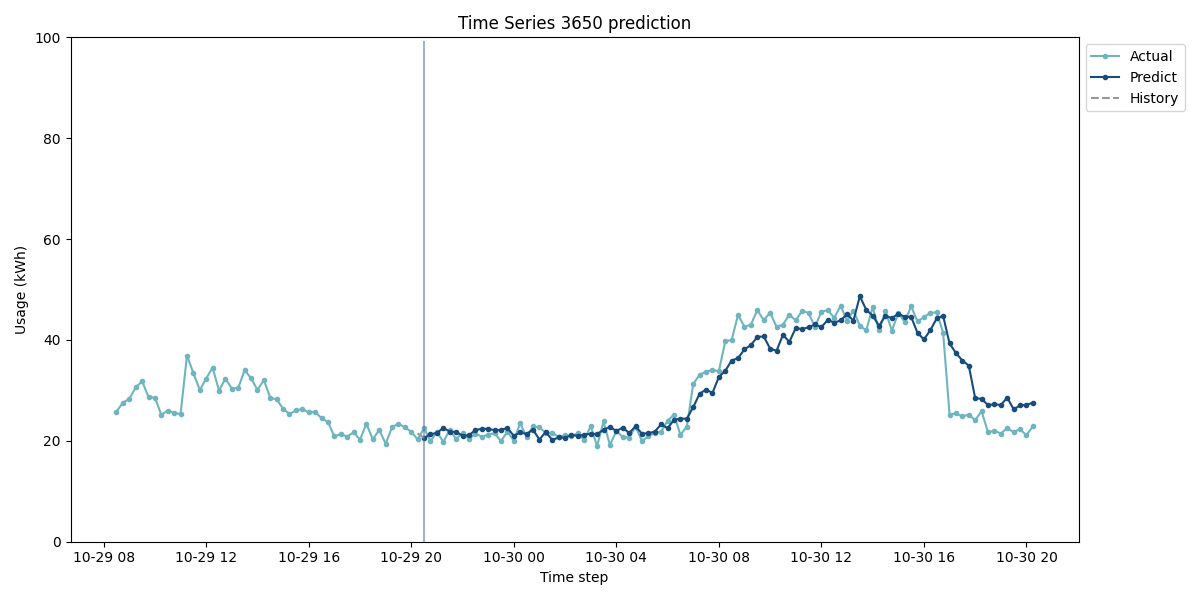 Time Series 3650 prediction
100
80
60
40
20
0
Usage (kWh)
10-29 08
10-29 12
10-29 16
10-29 20
10-30 00
10-30 04
10-30 08
10-30 12
10-30 16
10-30 20
Time step
Actual
Predict
History